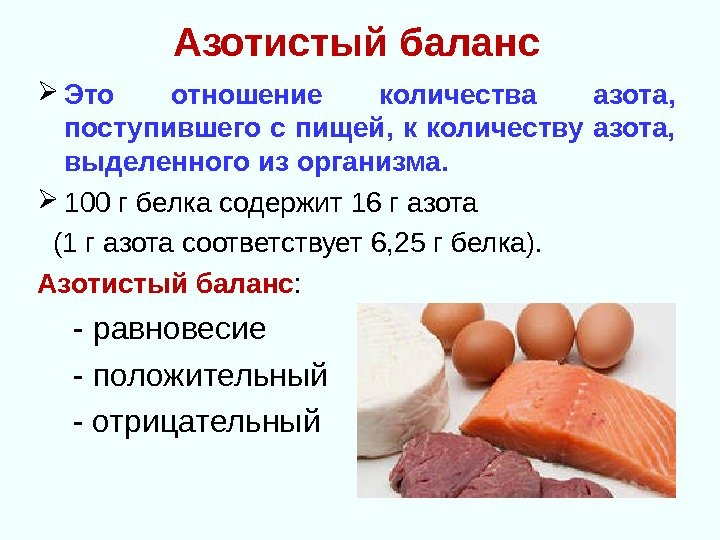 Азотистый баланс
Это отношение количества азота,
поступившего с пищей, к количеству азота,
выделенного из организма.
100 г белка содержит 16 г азота
(1 г азота соответствует 6,25 г белка).
Азотистый баланс:
- равновесие
- положительный
- отрицательный